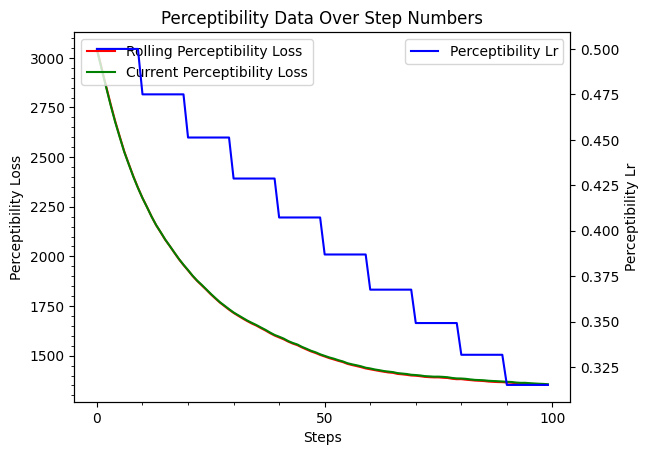 Perceptibility Data Over Step Numbers
Rolling Perceptibility Loss
Current Perceptibility Loss
Perceptibility Lr
3000
2750
2500
2250
2000
1750
1500
Perceptibility Loss
0.500
0.475
0.450
0.425
0.400
0.375
0.350
0.325
Perceptibility Lr
0
50
100
Steps